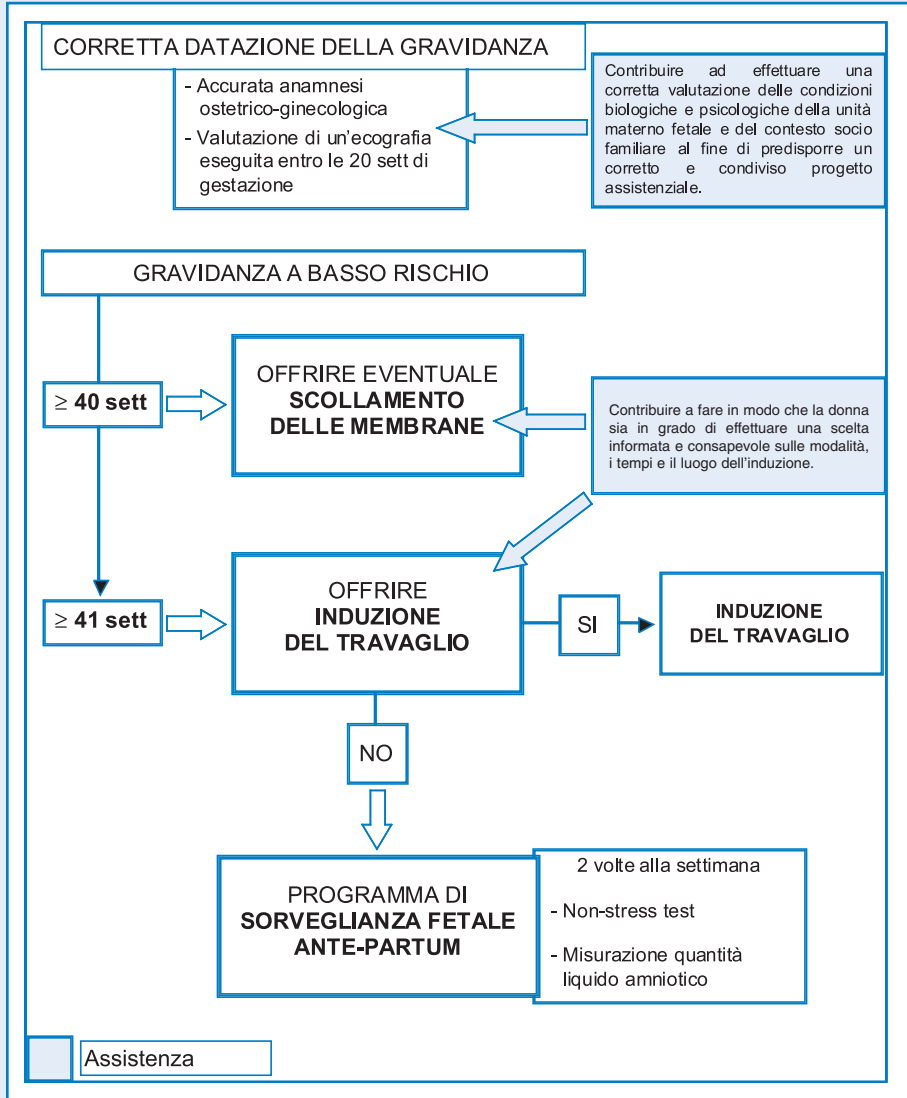 CORRETTA DATAZIONE DELLA GRAVIDANZA
- Accurata anamnesi
ostetrico-ginecologica
- Valutazione di un'ecografia
eseguita entro le 20 sett di
gestazione
Contribuire ad effettuare una
corretta valutazione delle condizioni
biologiche e psicologiche della unità
materno fetale e del contesto socio
familiare al fine di predisporre un
corretto e condiviso progetto
assistenziale.
GRAVIDANZA A BASSO RISCHIO
≥ 40 sett
OFFRIRE EVENTUALE
SCOLLAMENTO
DELLE MEMBRANE
Contribuire a fare in modo che la donna
sia in grado di effettuare una scelta
informata e consapevole sulle modalità,
i tempi e il luogo dell'induzione.
≥ 41 sett
OFFRIRE
INDUZIONE
DEL TRAVAGLIO
SI
INDUZIONE
DEL TRAVAGLIO
NO
PROGRAMMA DI
SORVEGLIANZA FETALE
ANTE-PARTUM
2 volte alla settimana
- Non-stress test
- Misurazione quantità
liquido amniotico
Assistenza